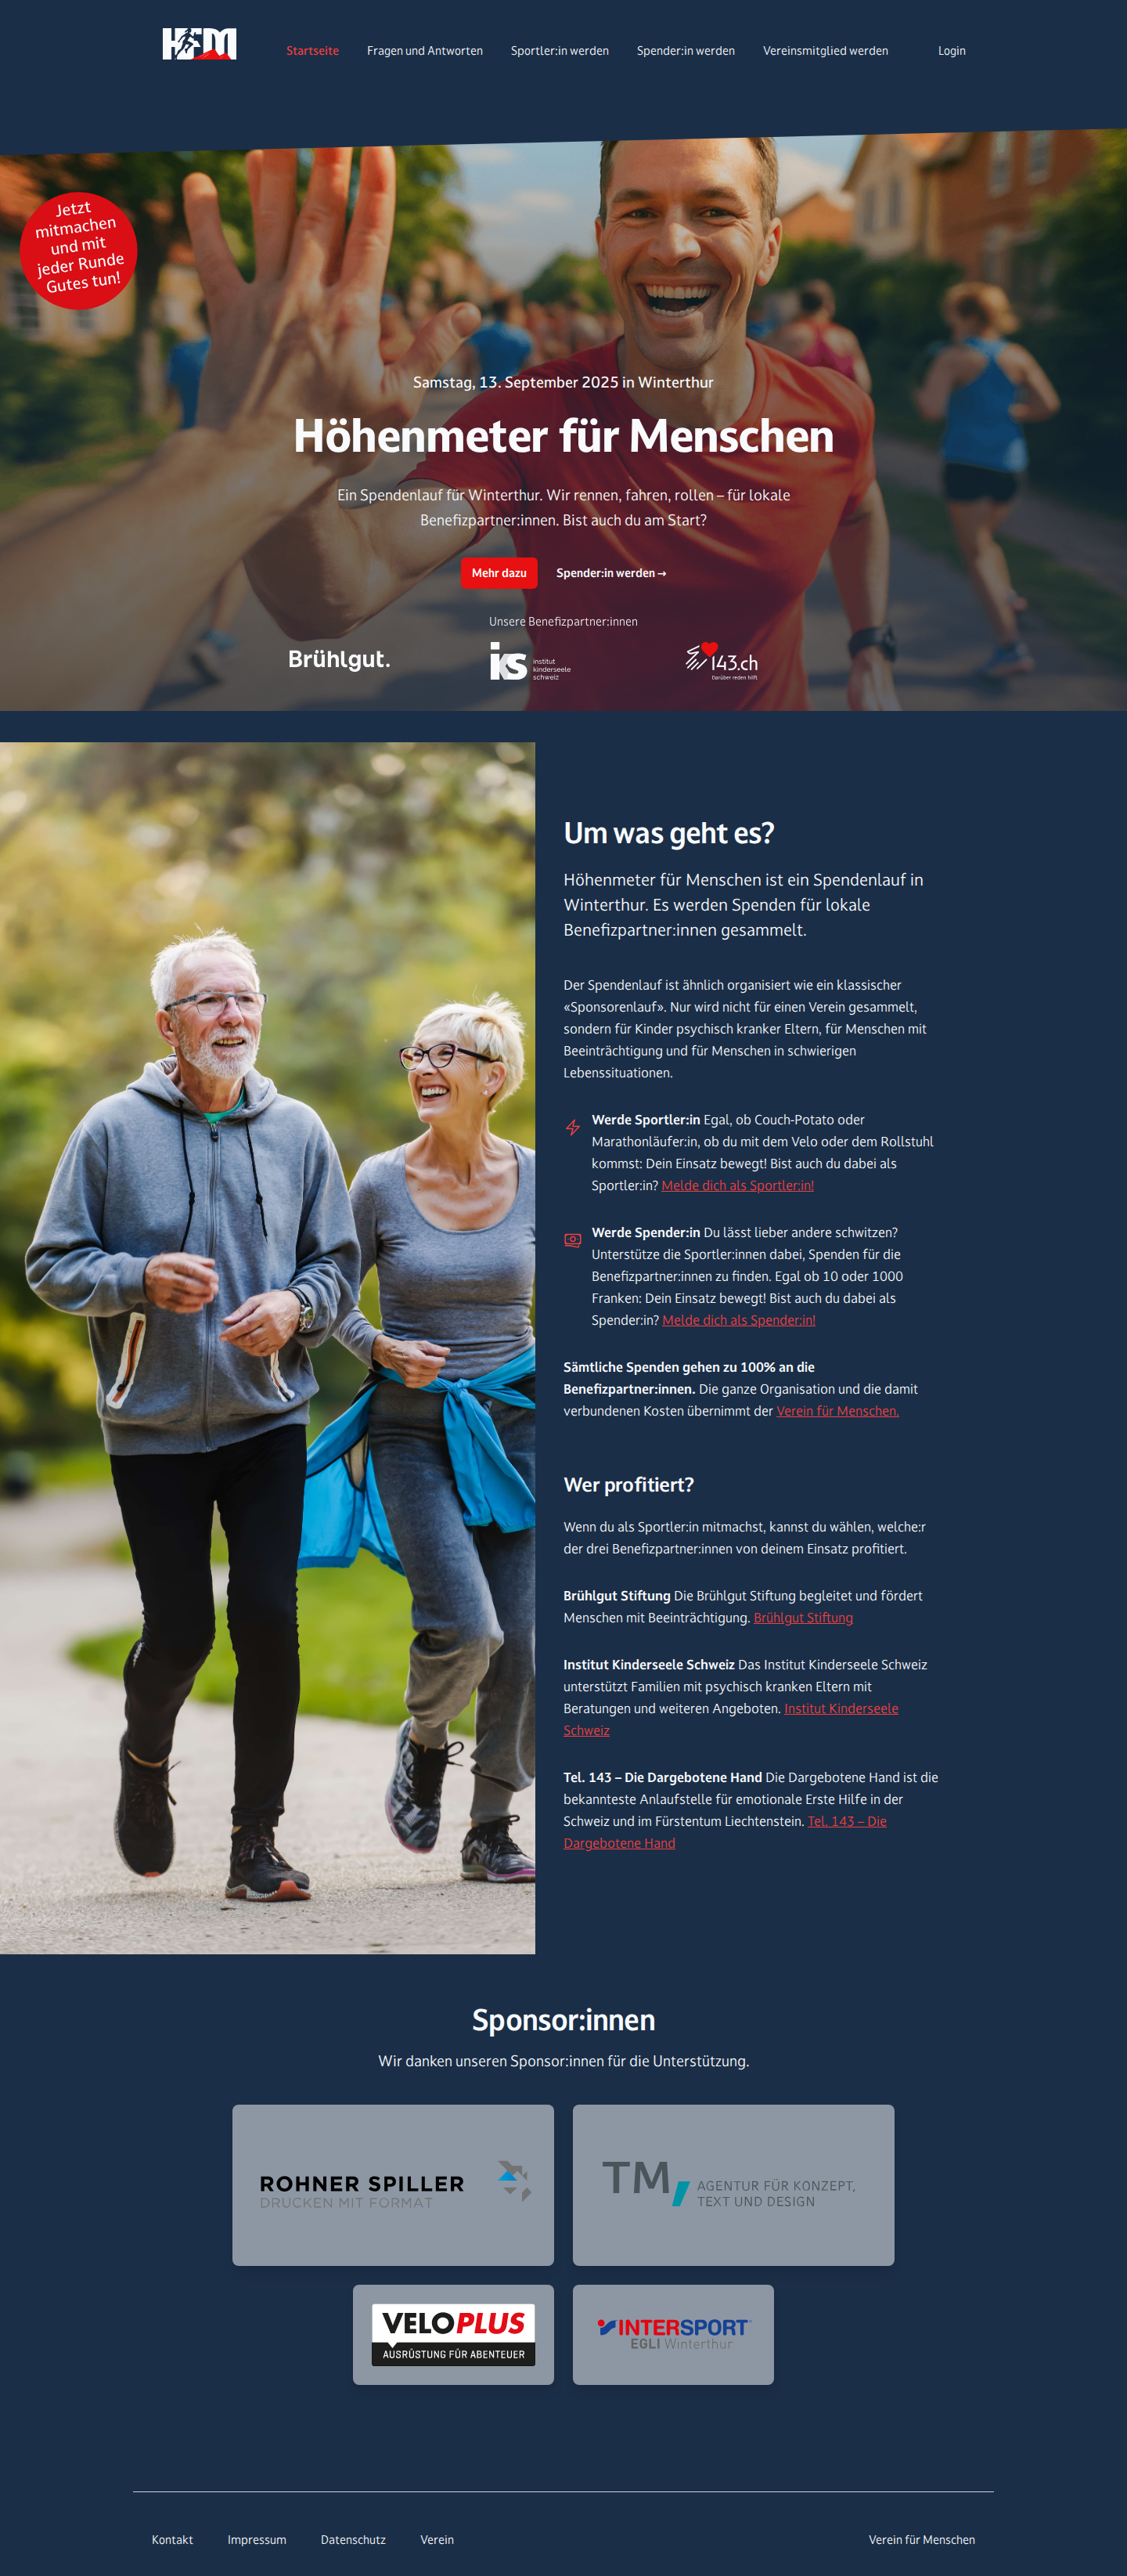 HFM
Startseite
Fragen und Antworten
Sportler:in werden
Spender:in werden
Vereinsmitglied werden
Login
Jetzt
mitmachen
und mit
jeder Runde
Gutes tun!
Samstag, 13. September 2025 in Winterthur
Höhenmeter für Menschen
Ein Spendenlauf für Winterthur. Wir rennen, fahren, rollen – für lokale
Benefizpartner:innen. Bist auch du am Start?
Mehr dazu
Spender:in werden →
Unsere Benefizpartner:innen
Brühlgut.
iks
institut
kinderseele
schweiz
143.ch
Darüber reden hilft
Um was geht es?
Höhenmeter für Menschen ist ein Spendenlauf in
Winterthur. Es werden Spenden für lokale
Benefizpartner:innen gesammelt.
Der Spendenlauf ist ähnlich organisiert wie ein klassischer
«Sponsorenlauf». Nur wird nicht für einen Verein gesammelt,
sondern für Kinder psychisch kranker Eltern, für Menschen mit
Beeinträchtigung und für Menschen in schwierigen
Lebenssituationen.
Werde Sportler:in Egal, ob Couch-Potato oder
Marathonläufer:in, ob du mit dem Velo oder dem Rollstuhl
kommst: Dein Einsatz bewegt! Bist auch du dabei als
Sportler:in? Melde dich als Sportler:in!
Werde Spender:in Du lässt lieber andere schwitzen?
Unterstütze die Sportler:innen dabei, Spenden für die
Benefizpartner:innen zu finden. Egal ob 10 oder 1000
Franken: Dein Einsatz bewegt! Bist auch du dabei als
Spender:in? Melde dich als Spender:in!
Sämtliche Spenden gehen zu 100% an die
Benefizpartner:innen. Die ganze Organisation und die damit
verbundenen Kosten übernimmt der Verein für Menschen.
Wer profitiert?
Wenn du als Sportler:in mitmachst, kannst du wählen, welche:r
der drei Benefizpartner:innen von deinem Einsatz profitiert.
Brühlgut Stiftung Die Brühlgut Stiftung begleitet und fördert
Menschen mit Beeinträchtigung. Brühlgut Stiftung
Institut Kinderseele Schweiz Das Institut Kinderseele Schweiz
unterstützt Familien mit psychisch kranken Eltern mit
Beratungen und weiteren Angeboten. Institut Kinderseele
Schweiz
Tel. 143 – Die Dargebotene Hand Die Dargebotene Hand ist die
bekannteste Anlaufstelle für emotionale Erste Hilfe in der
Schweiz und im Fürstentum Liechtenstein. Tel. 143 – Die
Dargebotene Hand
Sponsor:innen
Wir danken unseren Sponsor:innen für die Unterstützung.
ROHNER SPILLER
DRUCKEN MIT FORMAT
TM,
AGENTUR FÜR KONZEPT,
TEXT UND DESIGN
VELOPLUS
AUSRÜSTUNG FÜR ABENTEUER
INTERSPORT
EGLI Winterthur
Kontakt
Impressum
Datenschutz
Verein
Verein für Menschen